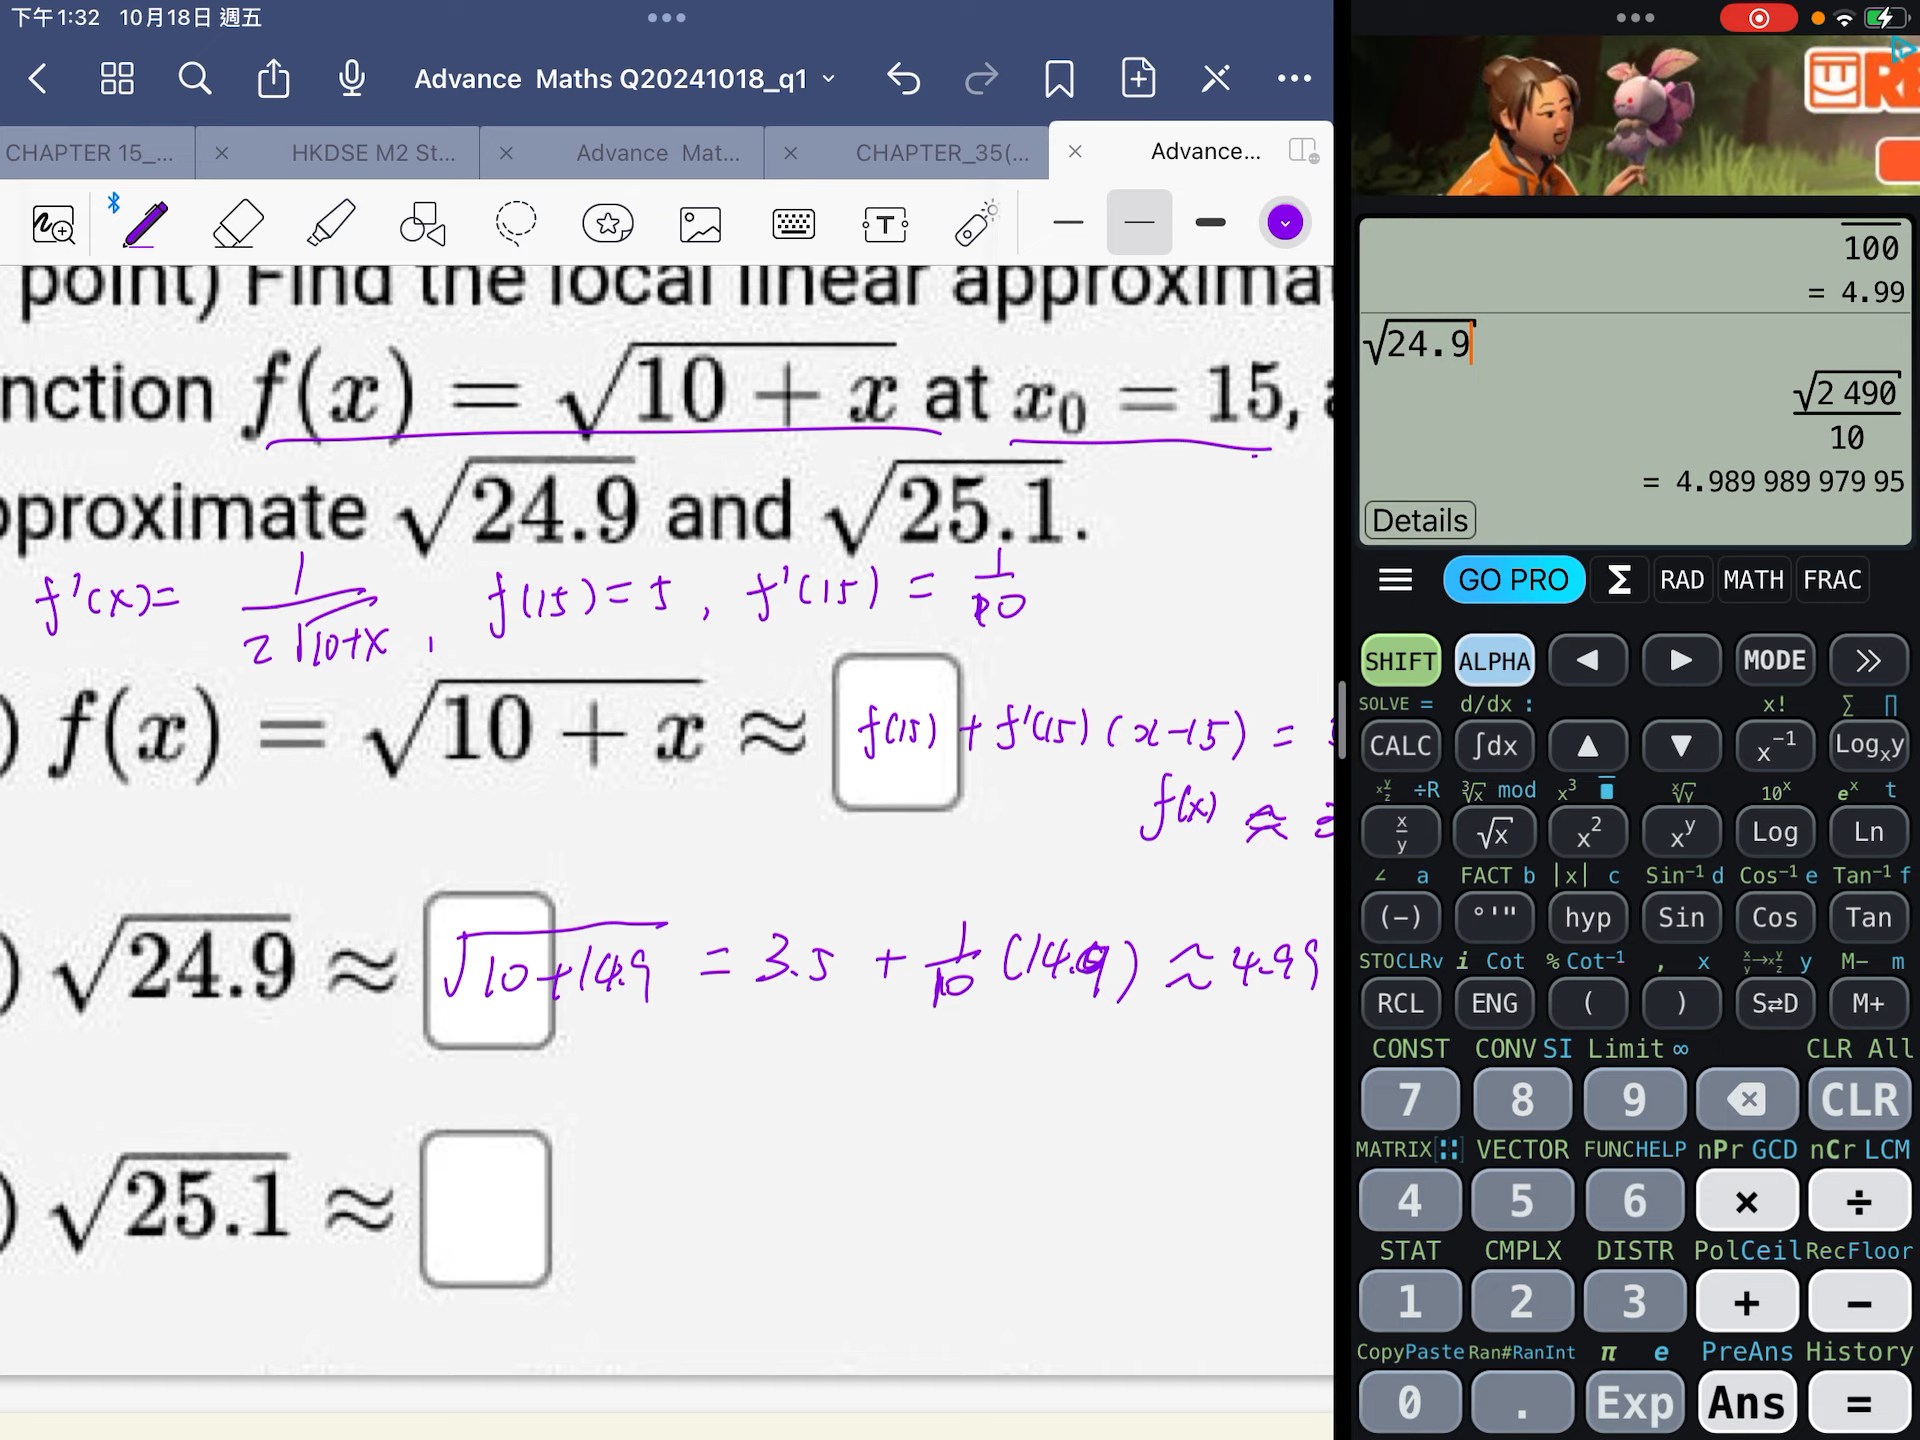 下午1:32 10月18日 週五
Advance Maths Q20241018_q1
CHAPTER 15_...
HKDSE M2 St...
Advance Mat...
CHAPTER_35(...
Advance...
point) Find the local linear approximat
nction f(x) = √10 + x at x₀ = 15,
pproximate √24.9 and √25.1.
f'(x)= 1/(2√10+x) , f(15)=5 , f'(15) = 1/10
) f(x) = √10 + x ≈ f(15) + f'(15) (x-15) =
f(x) ≈
) √24.9 ≈ √10+14.9 = 3.5 + 1/10 (14.9) ≈ 4.99
) √25.1 ≈
100
= 4.99
√24.9
√2 490
10
= 4.989 989 979 95
Details
GO PRO Σ RAD MATH FRAC
SHIFT ALPHA ◀ ▶ MODE >>
SOLVE = d/dx : x! ∑ ∏
CALC ∫dx ▲ ▼ x⁻¹ Logₓy
÷R ∛x mod x³ 10ˣ eˣ t
x/y √x x² xʸ Log Ln
∠ a FACT b |x| c Sin⁻¹ d Cos⁻¹ e Tan⁻¹ f
(−) °'" hyp Sin Cos Tan
STO CLRv i Cot % Cot⁻¹ , x y M− m
RCL ENG ( ) S⇄D M+
CONST CONV SI Limit ∞ CLR All
7 8 9 CLR
MATRIX VECTOR FUNC HELP nPr GCD nCr LCM
4 5 6 × ÷
STAT CMPLX DISTR Pol Ceil Rec Floor
1 2 3 + −
Copy Paste Ran# RanInt π e PreAns History
0 . Exp Ans =